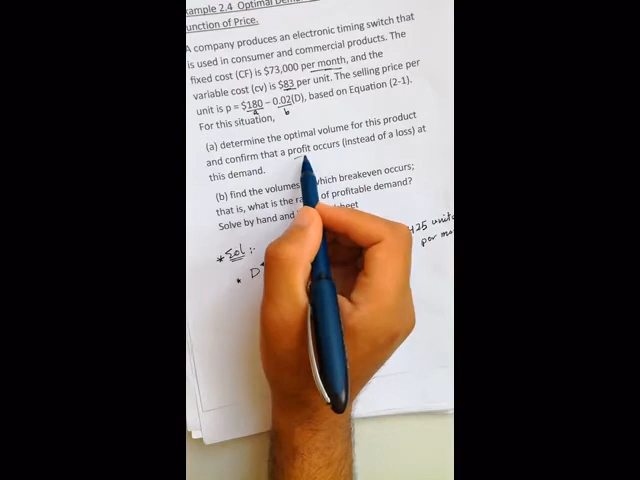 xample 2.4 Optimal Dema
unction of Price.
A company produces an electronic timing switch that
is used in consumer and commercial products. The
fixed cost (CF) is $73,000 per month, and the
variable cost (cv) is $83 per unit. The selling price per
unit is p = $180 – 0.02(D), based on Equation (2-1).
a b
For this situation,
(a) determine the optimal volume for this product
and confirm that a profit occurs (instead of a loss) at
this demand.
(b) find the volumes which breakeven occurs;
that is, what is the ra of profitable demand?
Solve by hand and
* Sol :-
* D*
425 units
per mo